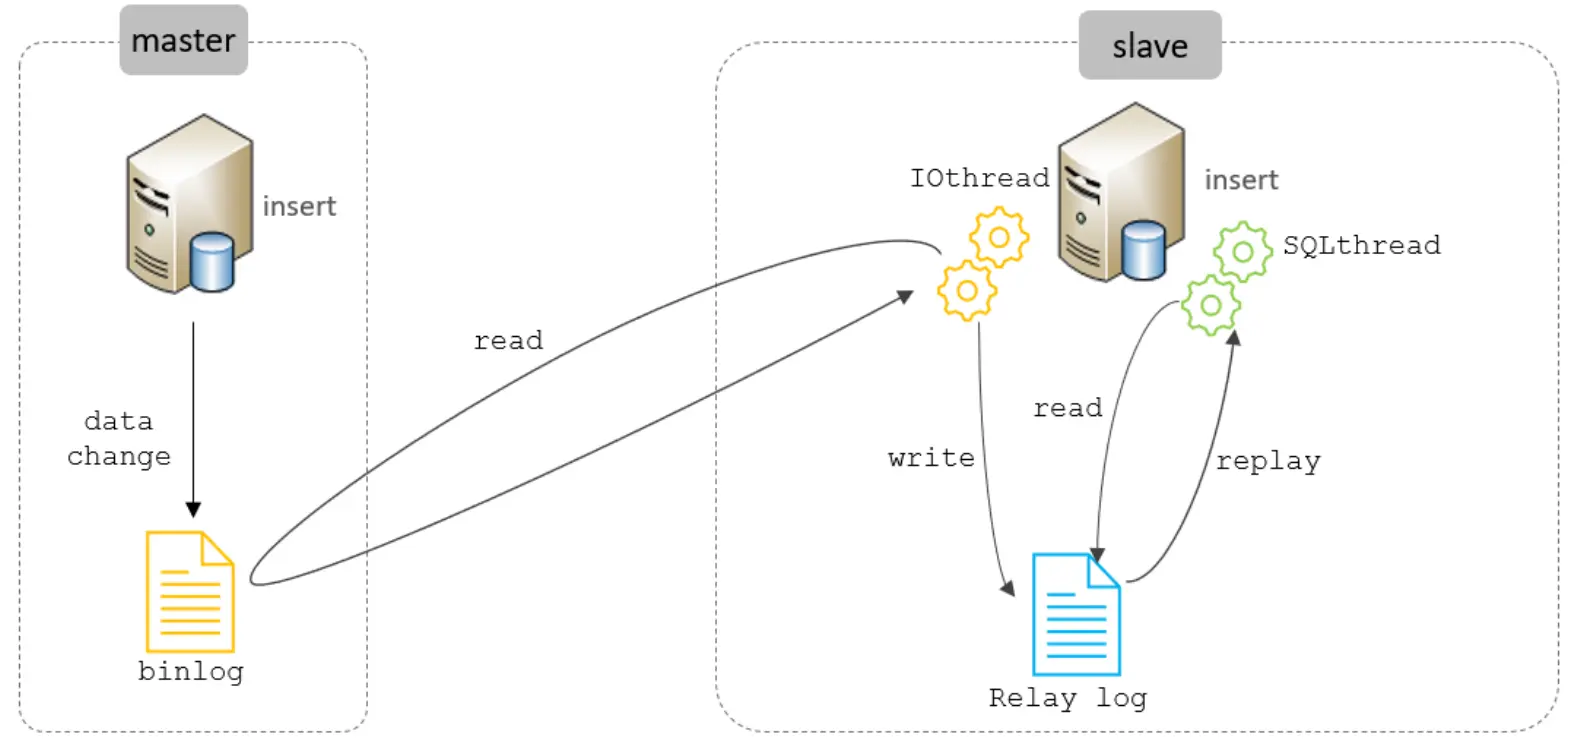 master
slave
insert
IOthread
insert
SQLthread
read
data
change
read
write
replay
binlog
Relay log